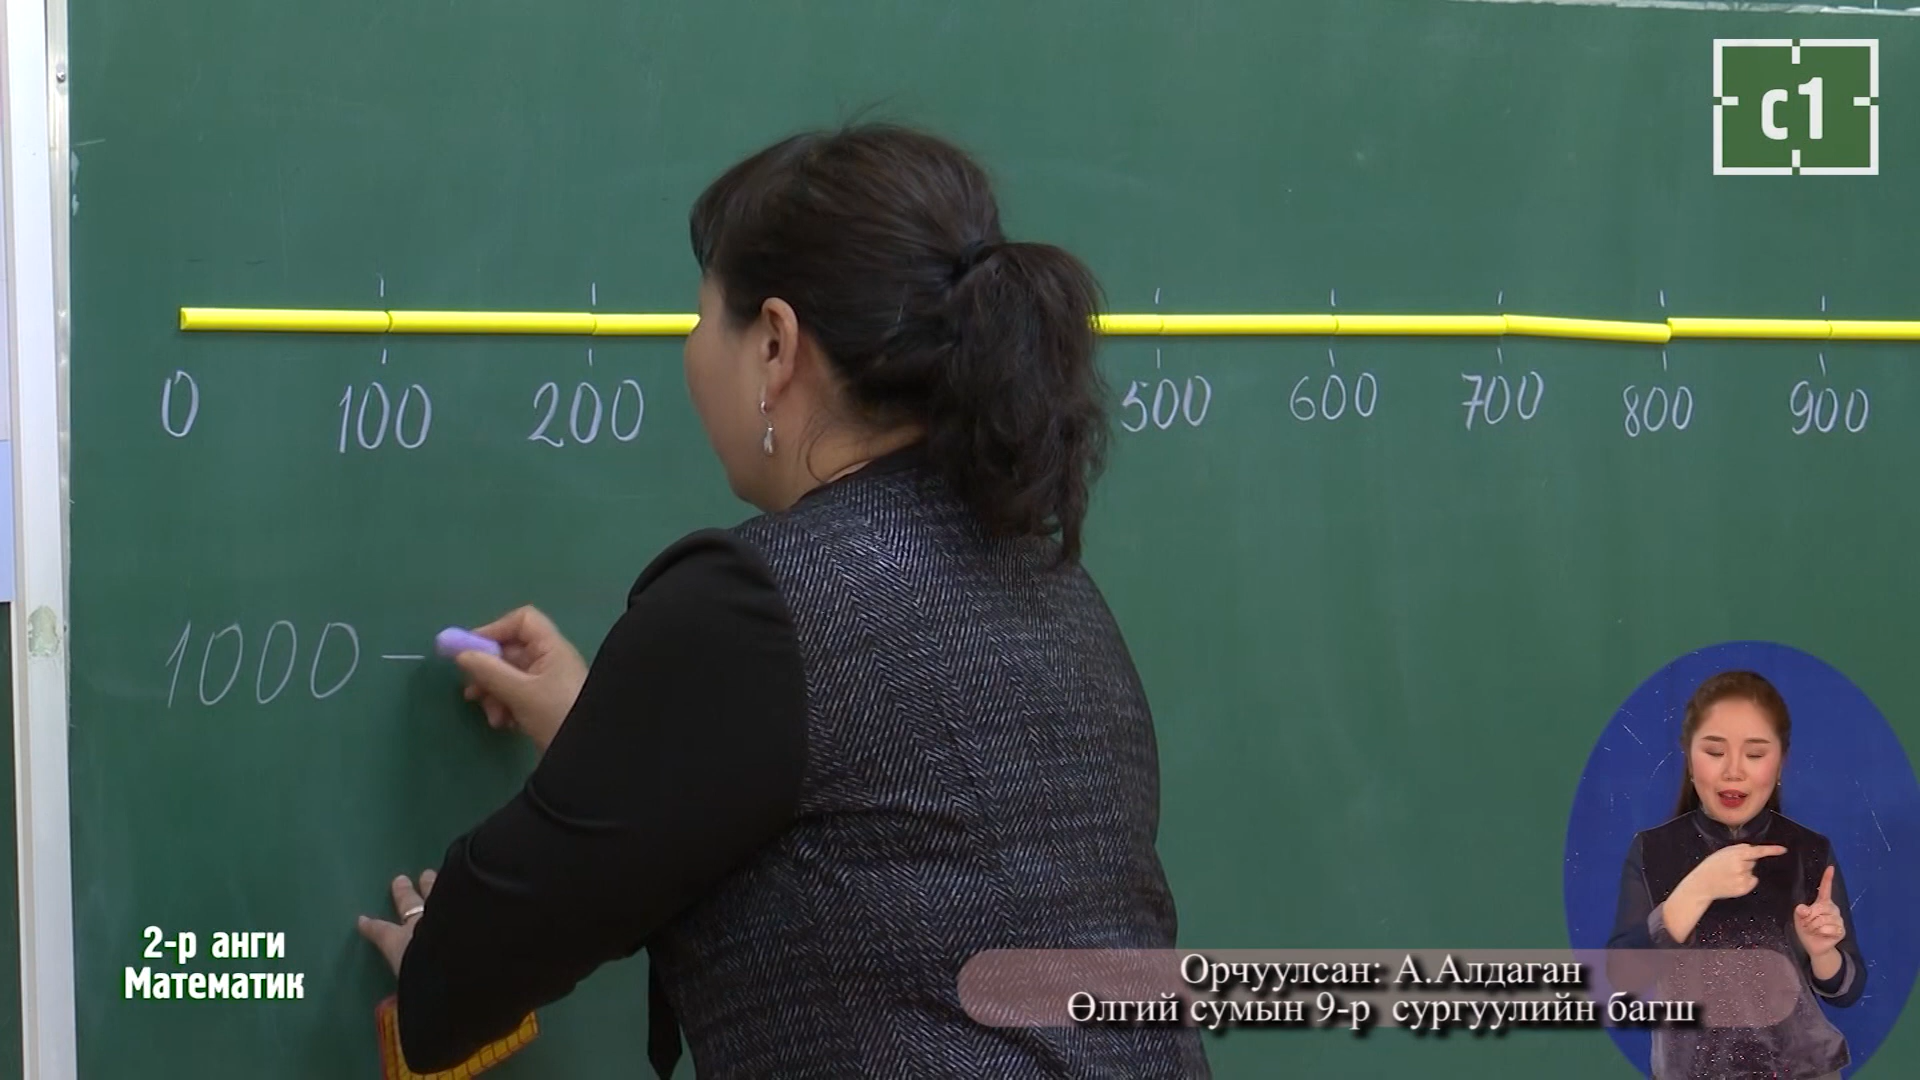 c1
0 100 200 500 600 700 800 900
1000 –
2-р анги
Математик
Орчуулсан: А.Алдаган
Өлгий сумын 9-р сургуулийн багш